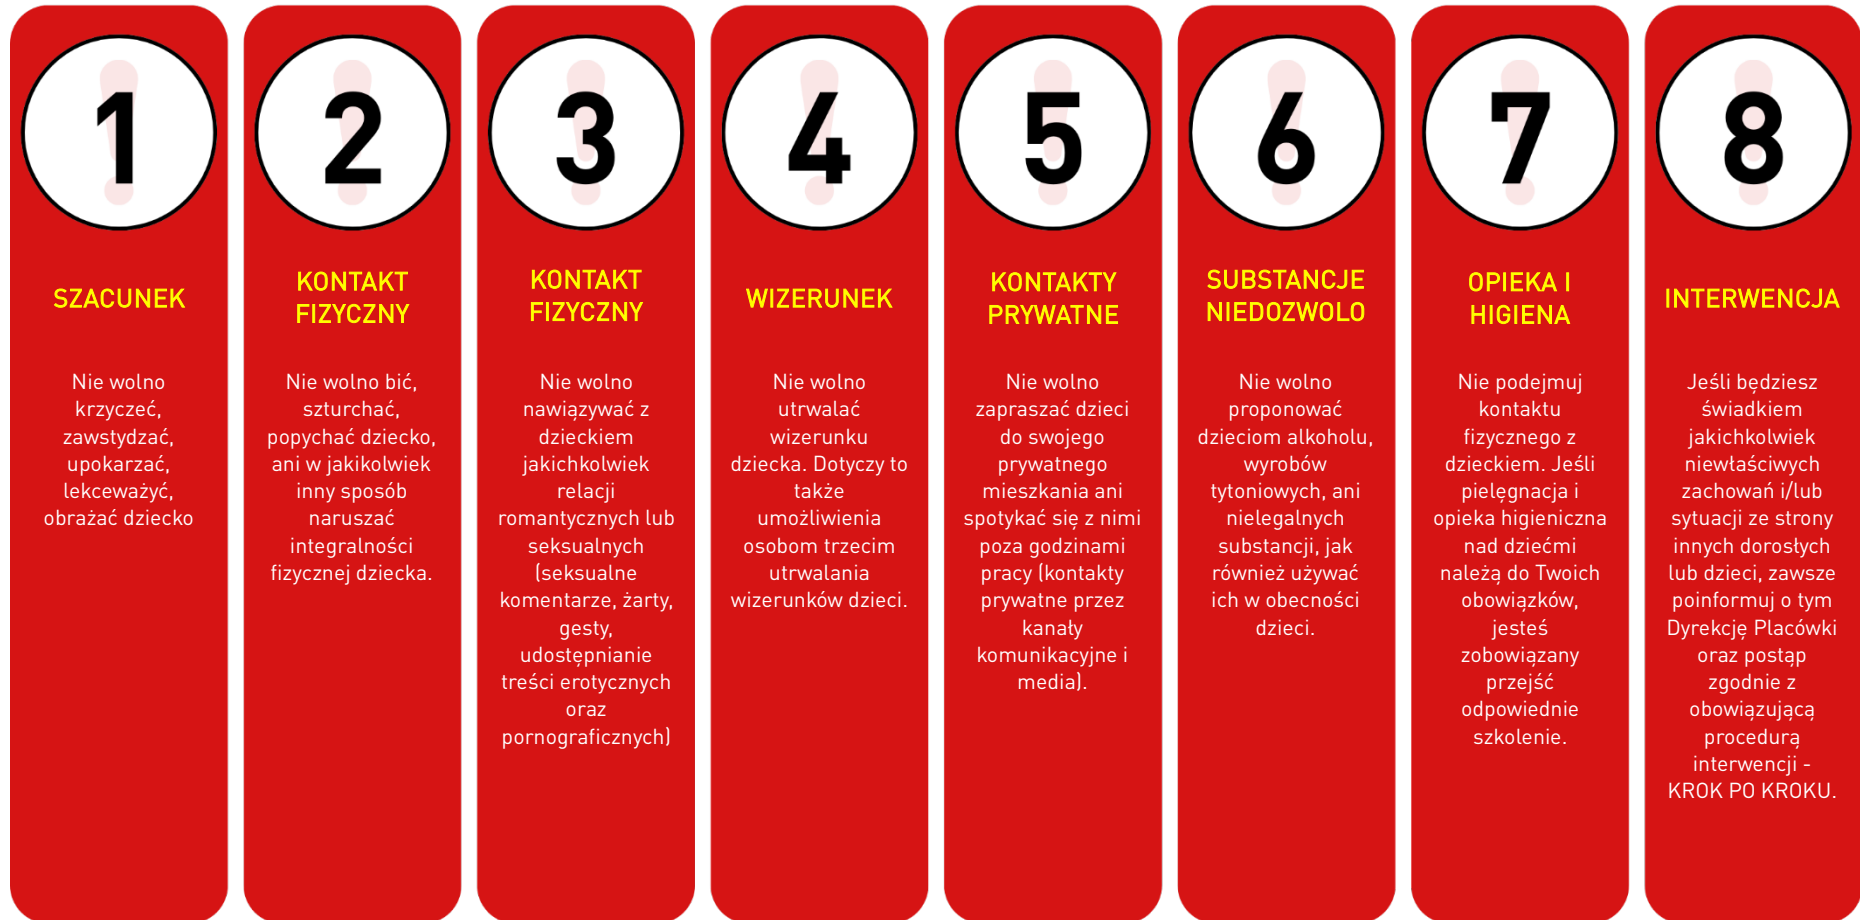 1
SZACUNEK
Nie wolno
krzyczeć,
zawstydzać,
upokarzać,
lekceważyć,
obrażać dziecko
2
KONTAKT
FIZYCZNY
Nie wolno bić,
szturchać,
popychać dziecko,
ani w jakikolwiek
inny sposób
naruszać
integralności
fizycznej dziecka.
3
KONTAKT
FIZYCZNY
Nie wolno
nawiązywać z
dzieckiem
jakichkolwiek
relacji
romantycznych lub
seksualnych
(seksualne
komentarze, żarty,
gesty,
udostępnianie
treści erotycznych
oraz
pornograficznych)
4
WIZERUNEK
Nie wolno
utrwalać
wizerunku
dziecka. Dotyczy to
także
umożliwienia
osobom trzecim
utrwalania
wizerunków dzieci.
5
KONTAKTY
PRYWATNE
Nie wolno
zapraszać dzieci
do swojego
prywatnego
mieszkania ani
spotykać się z nimi
poza godzinami
pracy (kontakty
prywatne przez
kanały
komunikacyjne i
media).
6
SUBSTANCJE
NIEDOZWOLO
Nie wolno
proponować
dzieciom alkoholu,
wyrobów
tytoniowych, ani
nielegalnych
substancji, jak
również używać
ich w obecności
dzieci.
7
OPIEKA I
HIGIENA
Nie podejmuj
kontaktu
fizycznego z
dzieckiem. Jeśli
pielęgnacja i
opieka higieniczna
nad dziećmi
należą do Twoich
obowiązków,
jesteś
zobowiązany
przejść
odpowiednie
szkolenie.
8
INTERWENCJA
Jeśli będziesz
świadkiem
jakichkolwiek
niewłaściwych
zachowań i/lub
sytuacji ze strony
innych dorosłych
lub dzieci, zawsze
poinformuj o tym
Dyrekcję Placówki
oraz postąp
zgodnie z
obowiązującą
procedurą
interwencji -
KROK PO KROKU.